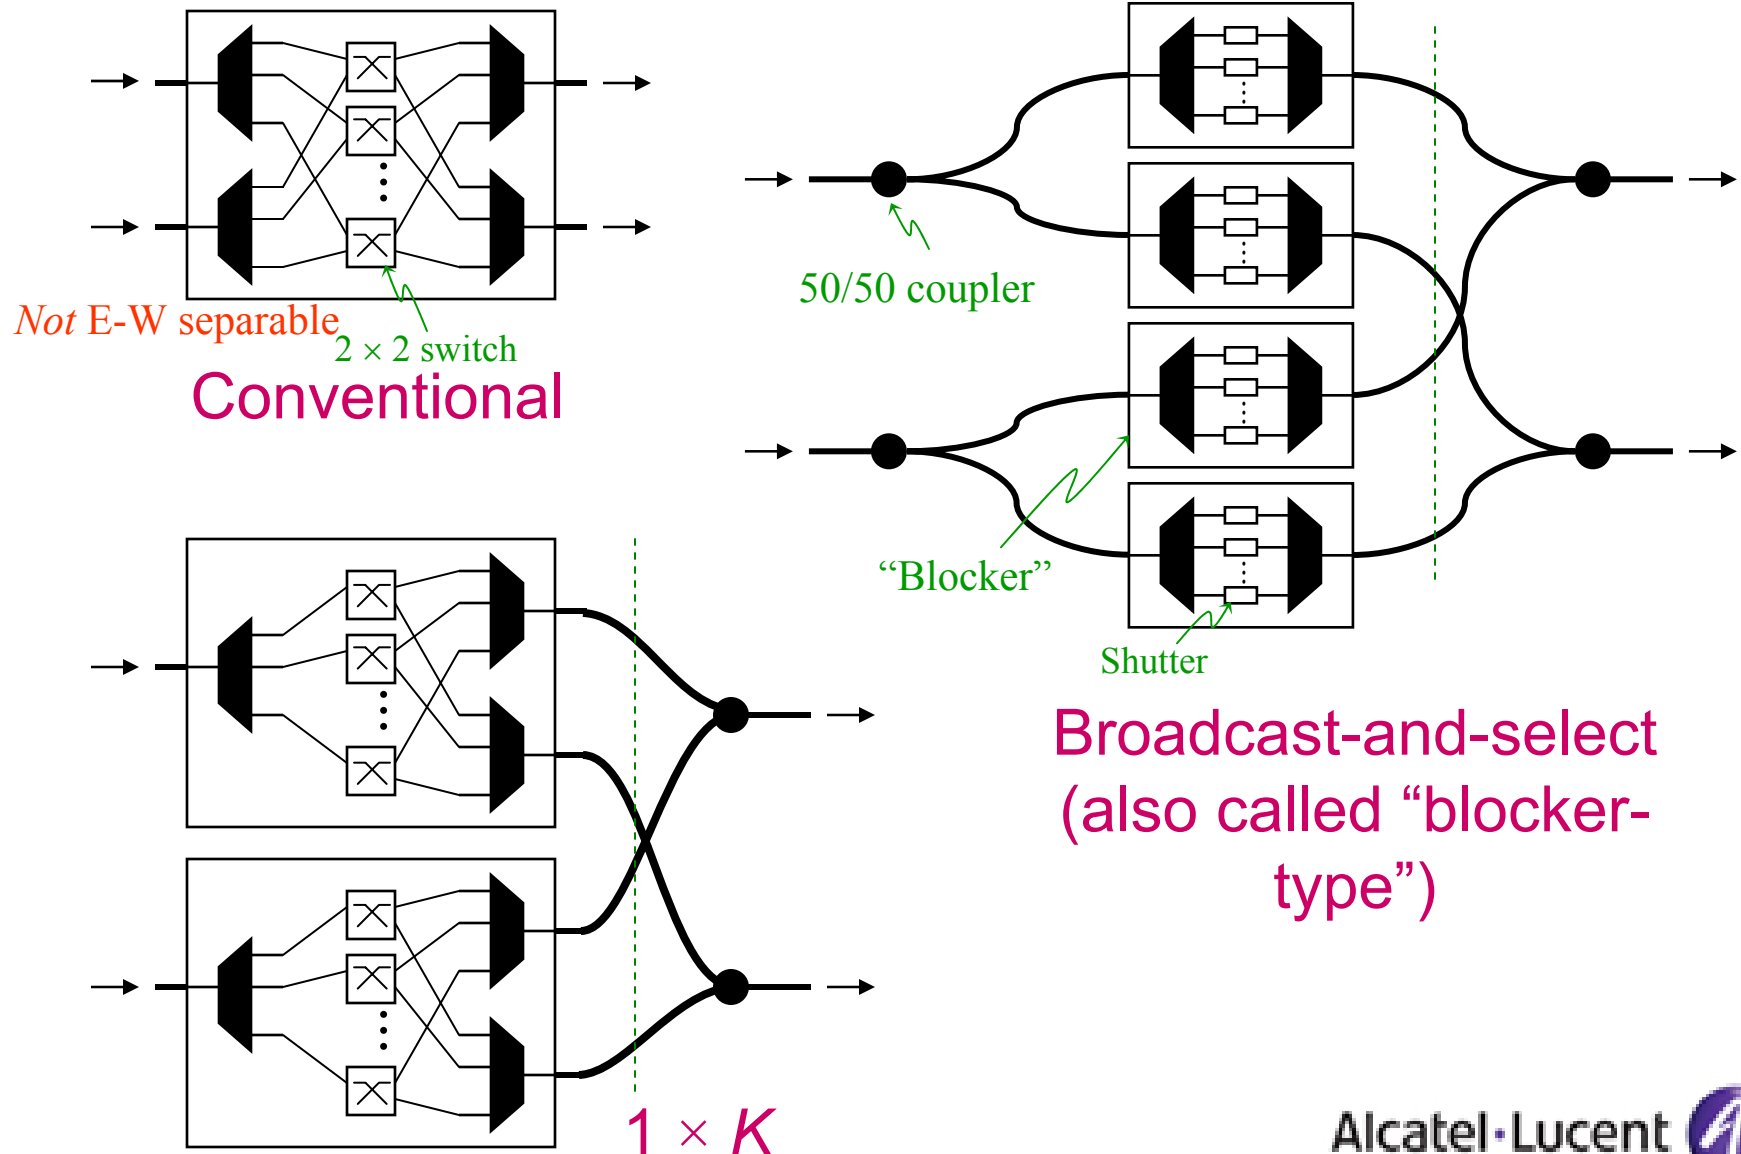 Not E-W separable
2 × 2 switch
Conventional
50/50 coupler
“Blocker”
Shutter
Broadcast-and-select
(also called “blocker-
type”)
1 × K
Alcatel·Lucent